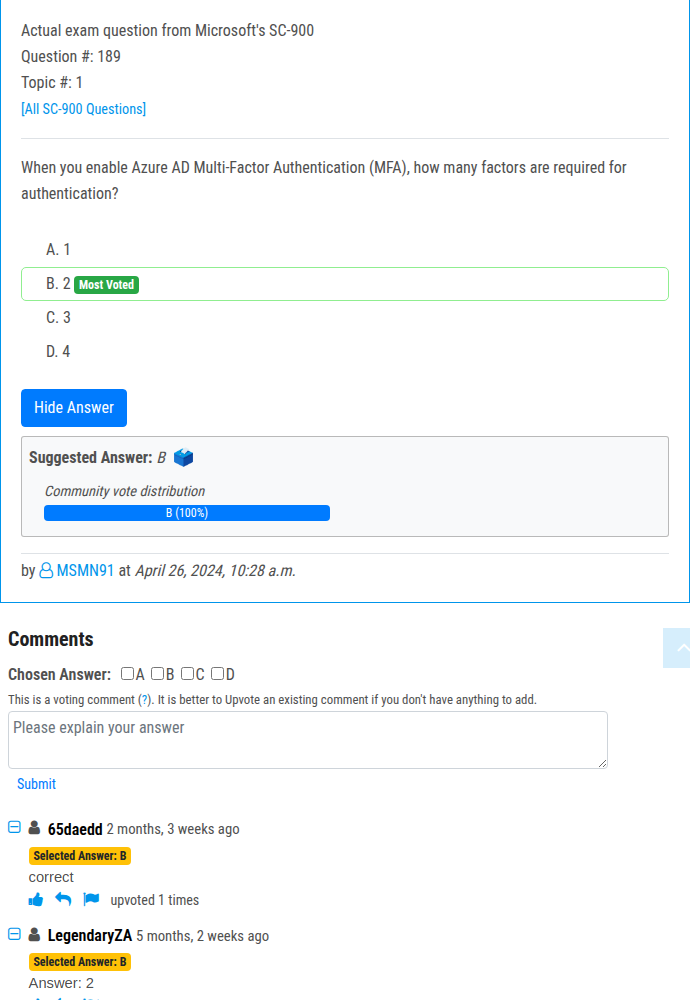 Actual exam question from Microsoft's SC-900
Question #: 189
Topic #: 1
[All SC-900 Questions]
When you enable Azure AD Multi-Factor Authentication (MFA), how many factors are required for
authentication?
A. 1
B. 2 Most Voted
C. 3
D. 4
Hide Answer
Suggested Answer: B
Community vote distribution
B (100%)
by MSMN91 at April 26, 2024, 10:28 a.m.
Comments
Chosen Answer: A B C D
This is a voting comment (?). It is better to Upvote an existing comment if you don't have anything to add.
Please explain your answer
Submit
65daedd 2 months, 3 weeks ago
Selected Answer: B
correct
upvoted 1 times
LegendaryZA 5 months, 2 weeks ago
Selected Answer: B
Answer: 2